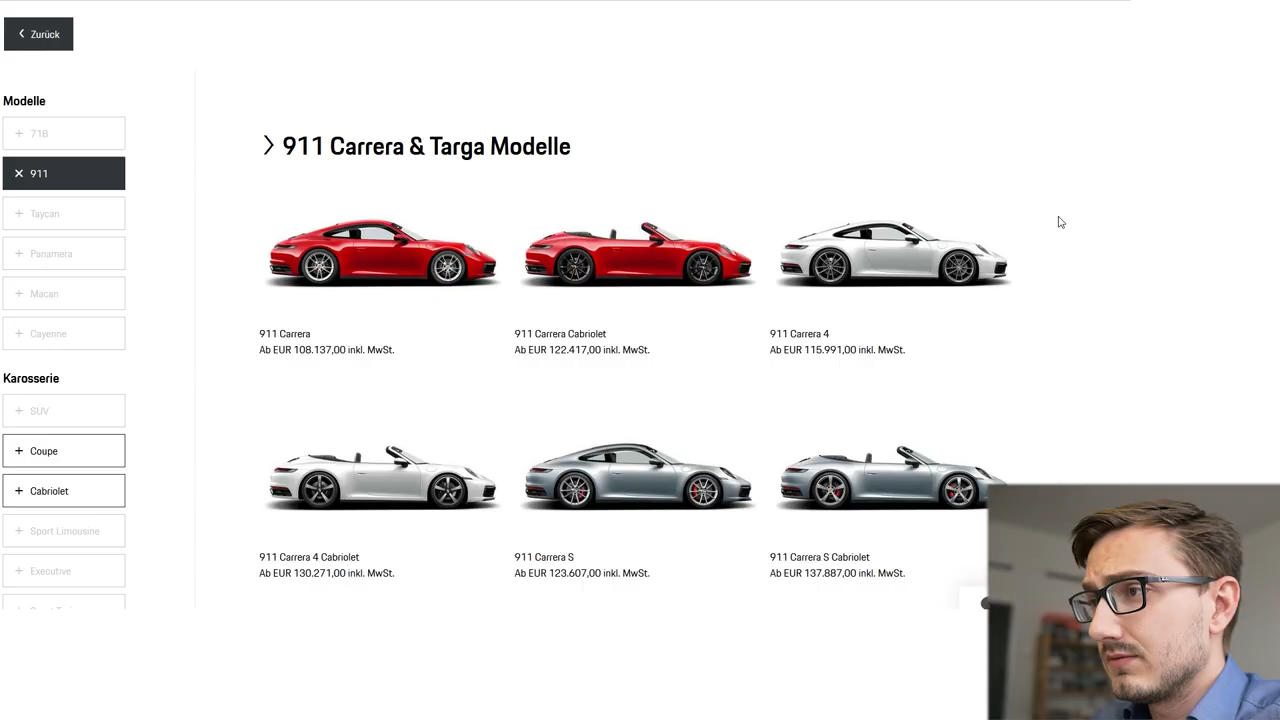 Zurück
Modelle
718
911
Taycan
Panamera
Macan
Cayenne
Karosserie
SUV
Coupe
Cabriolet
Sport Limousine
Executive
911 Carrera & Targa Modelle
911 Carrera
Ab EUR 108.137,00 inkl. MwSt.
911 Carrera Cabriolet
Ab EUR 122.417,00 inkl. MwSt.
911 Carrera 4
Ab EUR 115.991,00 inkl. MwSt.
911 Carrera 4 Cabriolet
Ab EUR 130.271,00 inkl. MwSt.
911 Carrera S
Ab EUR 123.607,00 inkl. MwSt.
911 Carrera S Cabriolet
Ab EUR 137.887,00 inkl. MwSt.